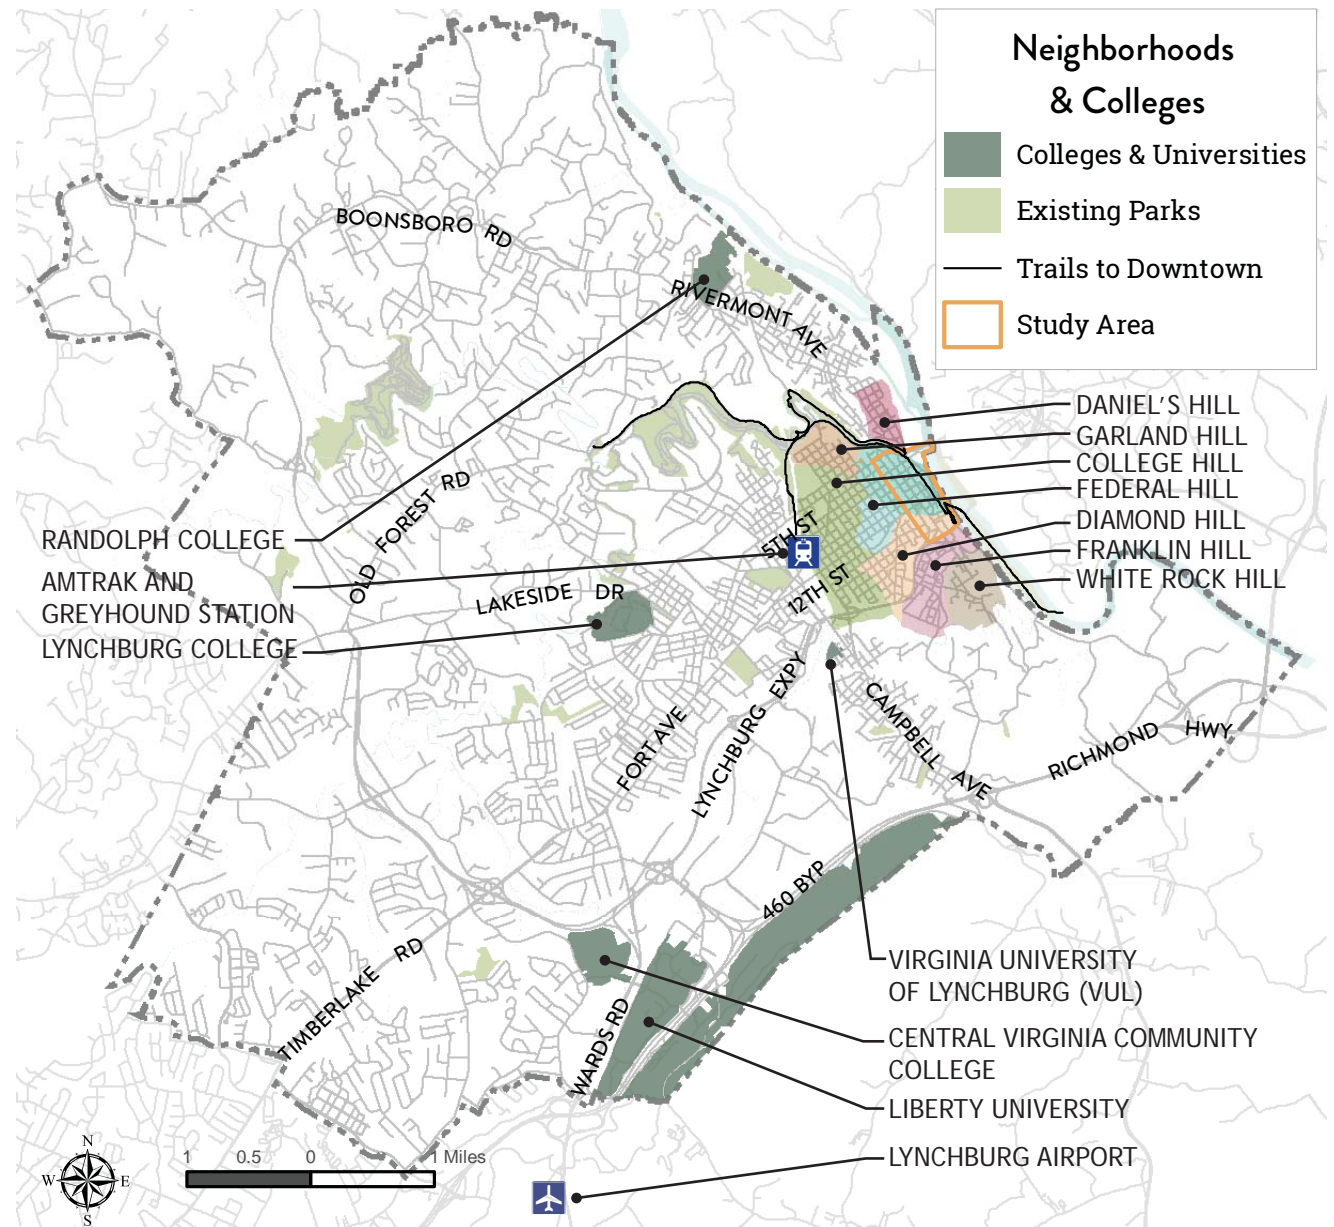 Neighborhoods
& Colleges
Colleges & Universities
Existing Parks
Trails to Downtown
Study Area
BOONSBORO RD
RIVERMONT AVE
DANIEL'S HILL
GARLAND HILL
COLLEGE HILL
FEDERAL HILL
DIAMOND HILL
FRANKLIN HILL
WHITE ROCK HILL
OLD FOREST RD
5TH ST
12TH ST
RANDOLPH COLLEGE
AMTRAK AND
GREYHOUND STATION
LYNCHBURG COLLEGE
LAKESIDE DR
FORT AVE
LYNCHBURG EXPY
CAMPBELL AVE
RICHMOND HWY
460 BYP
TIMBERLAKE RD
WARDS RD
VIRGINIA UNIVERSITY
OF LYNCHBURG (VUL)
CENTRAL VIRGINIA COMMUNITY
COLLEGE
LIBERTY UNIVERSITY
LYNCHBURG AIRPORT
N
W E
S
1 0.5 0 1 Miles